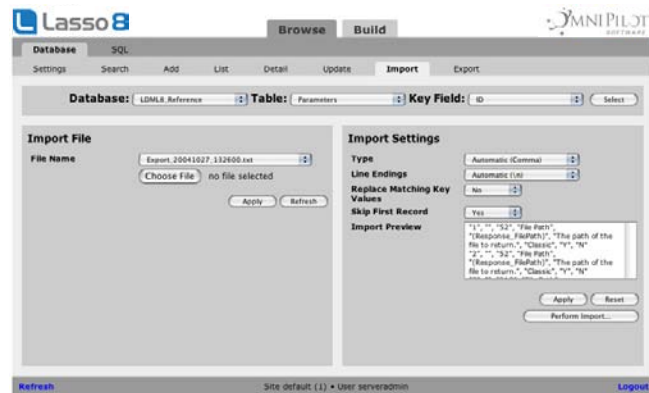 Lasso 8
Browse Build
OMNIPILOT
SOFTWARE
Database SQL
Settings Search Add List Detail Update Import Export
Database: LDML8_Reference Table: Parameters Key Field: ID Select
Import File
File Name Export_20041027_132600.txt
Choose File no file selected
Apply Refresh
Import Settings
Type Automatic (Comma)
Line Endings Automatic (\n)
Replace Matching Key
Values No
Skip First Record Yes
Import Preview
"1", "", "52", "File Path",
"(Response_FilePath)", "The path of the
file to return.", "Classic", "Y", "N"
"2", "", "52", "File Path",
"(Response_FilePath)", "The path of the
file to return.", "Classic", "Y", "N"
Apply Reset
Perform Import...
Refresh Site default (1) • User serveradmin Logout